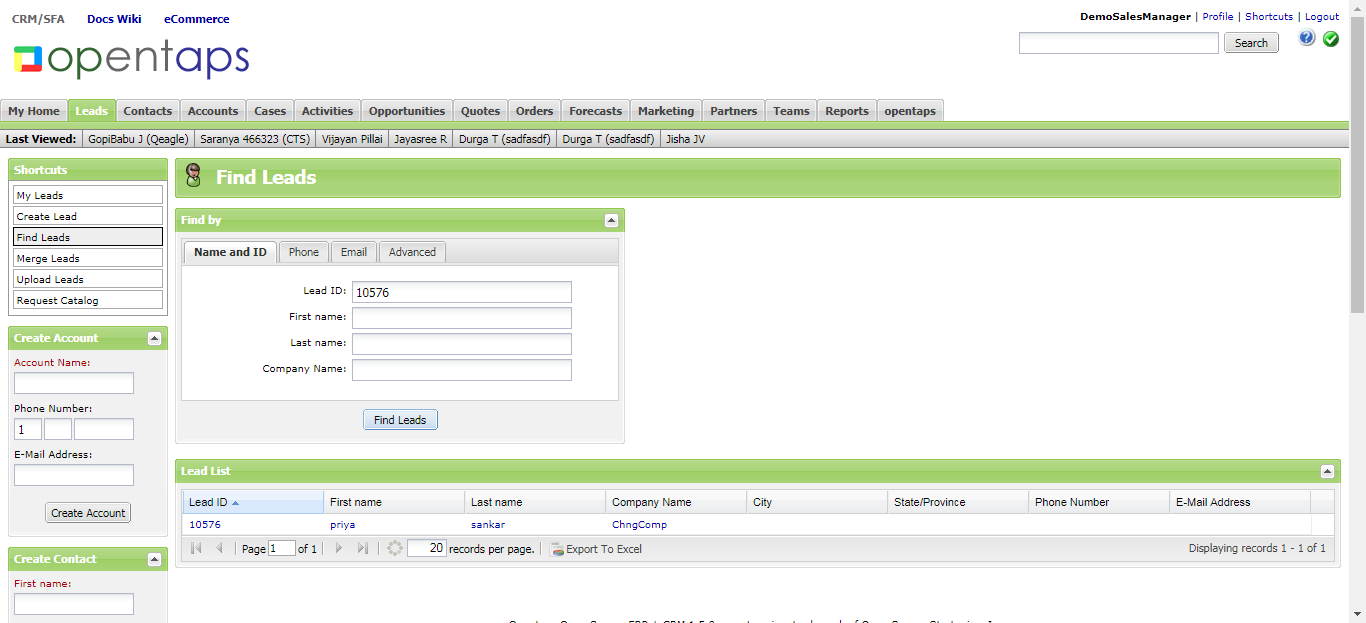 CRM/SFA Docs Wiki eCommerce
DemoSalesManager | Profile | Shortcuts | Logout
opentaps
Search
My Home Leads Contacts Accounts Cases Activities Opportunities Quotes Orders Forecasts Marketing Partners Teams Reports opentaps
Last Viewed: GopiBabu J (Qeagle) Saranya 466323 (CTS) Vijayan Pillai Jayasree R Durga T (sadfasdf) Durga T (sadfasdf) Jisha JV
Shortcuts
My Leads
Create Lead
Find Leads
Merge Leads
Upload Leads
Request Catalog
Create Account
Account Name:
Phone Number:
1
E-Mail Address:
Create Account
Create Contact
First name:
Find Leads
Find by
Name and ID Phone Email Advanced
Lead ID: 10576
First name:
Last name:
Company Name:
Find Leads
Lead List
Lead ID First name Last name Company Name City State/Province Phone Number E-Mail Address
10576 priya sankar ChngComp
Page 1 of 1 20 records per page. Export To Excel Displaying records 1 - 1 of 1